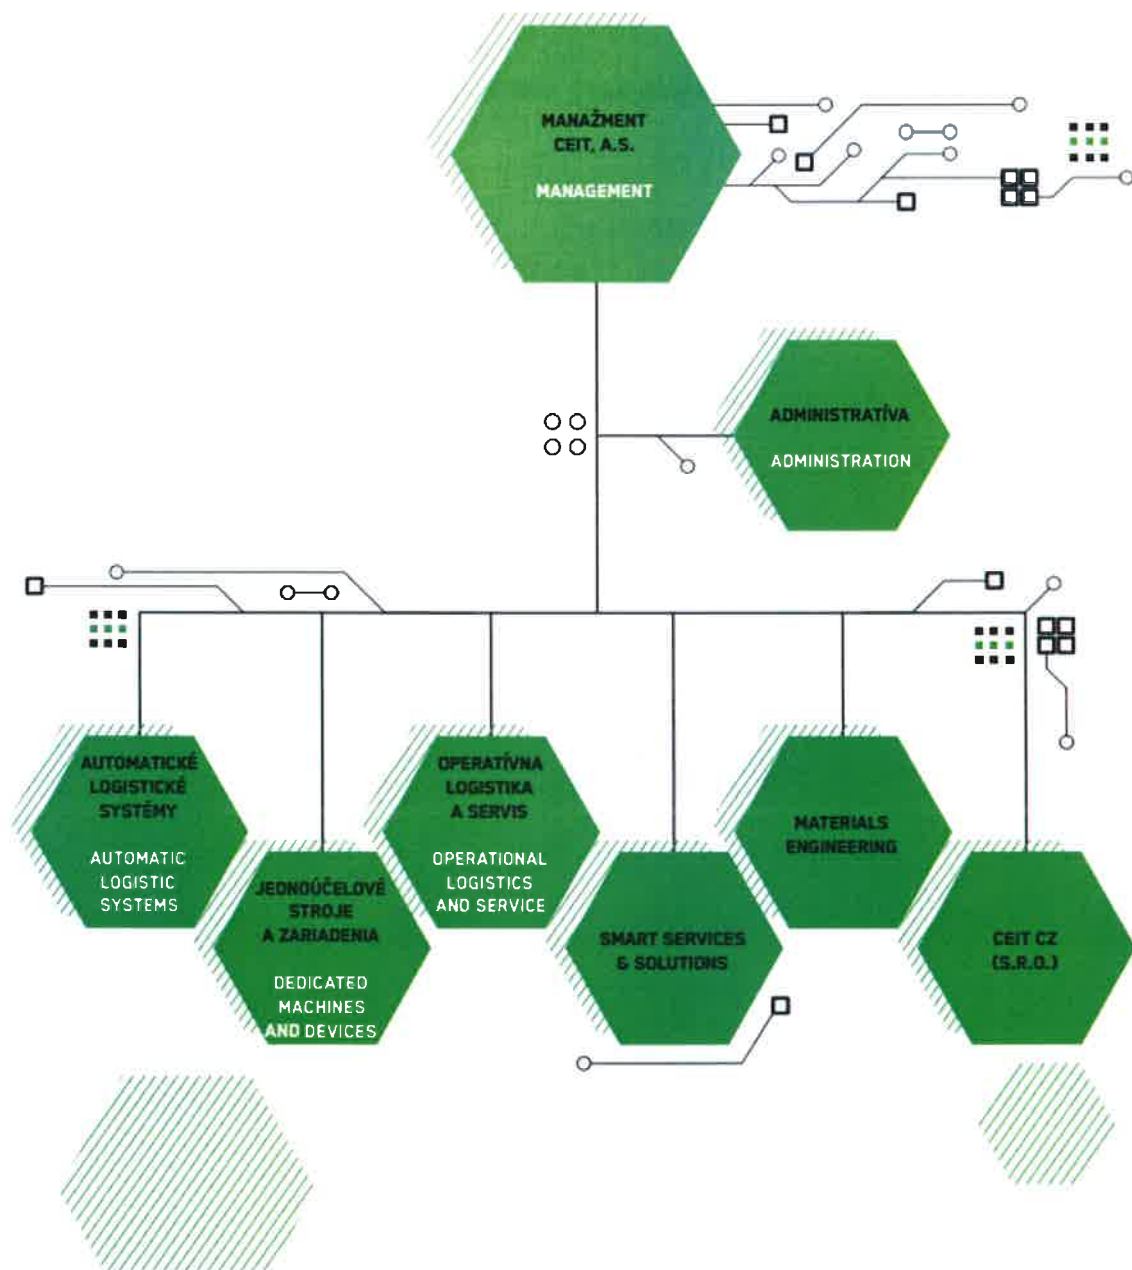 MANAŽMENT
CEIT, A.S.
MANAGEMENT
ADMINISTRATÍVA
ADMINISTRATION
AUTOMATICKÉ
LOGISTICKÉ
SYSTÉMY
AUTOMATIC
LOGISTIC
SYSTEMS
JEDNOÚČELOVÉ
STROJE
A ZARIADENIA
DEDICATED
MACHINES
AND DEVICES
OPERATÍVNA
LOGISTIKA
A SERVIS
OPERATIONAL
LOGISTICS
AND SERVICE
SMART SERVICES
& SOLUTIONS
MATERIALS
ENGINEERING
CEIT CZ
(S.R.O.)